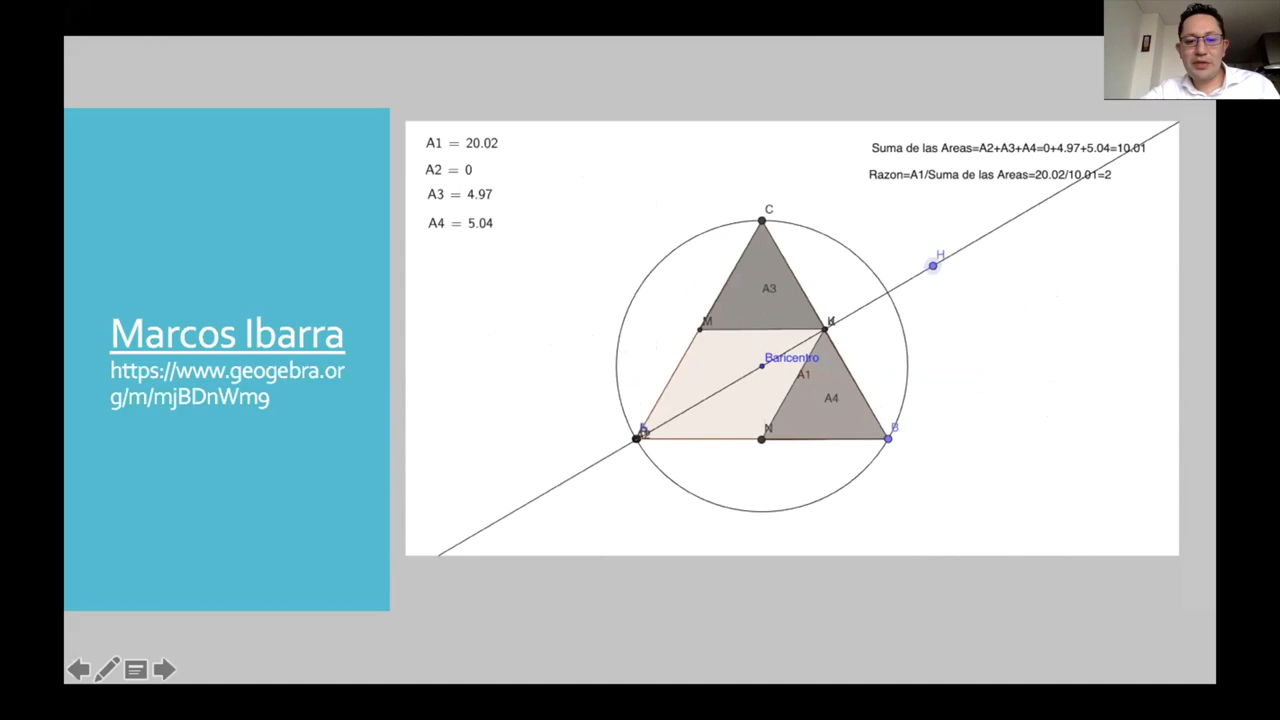 Marcos Ibarra
https://www.geogebra.or
g/m/mjBDnWm9
A1 = 20.02
A2 = 0
A3 = 4.97
A4 = 5.04
Suma de las Areas=A2+A3+A4=0+4.97+5.04=10.01
Razon=A1/Suma de las Areas=20.02/10.01=2
C
H
A3
M
Baricentro
A1
A4
N
B